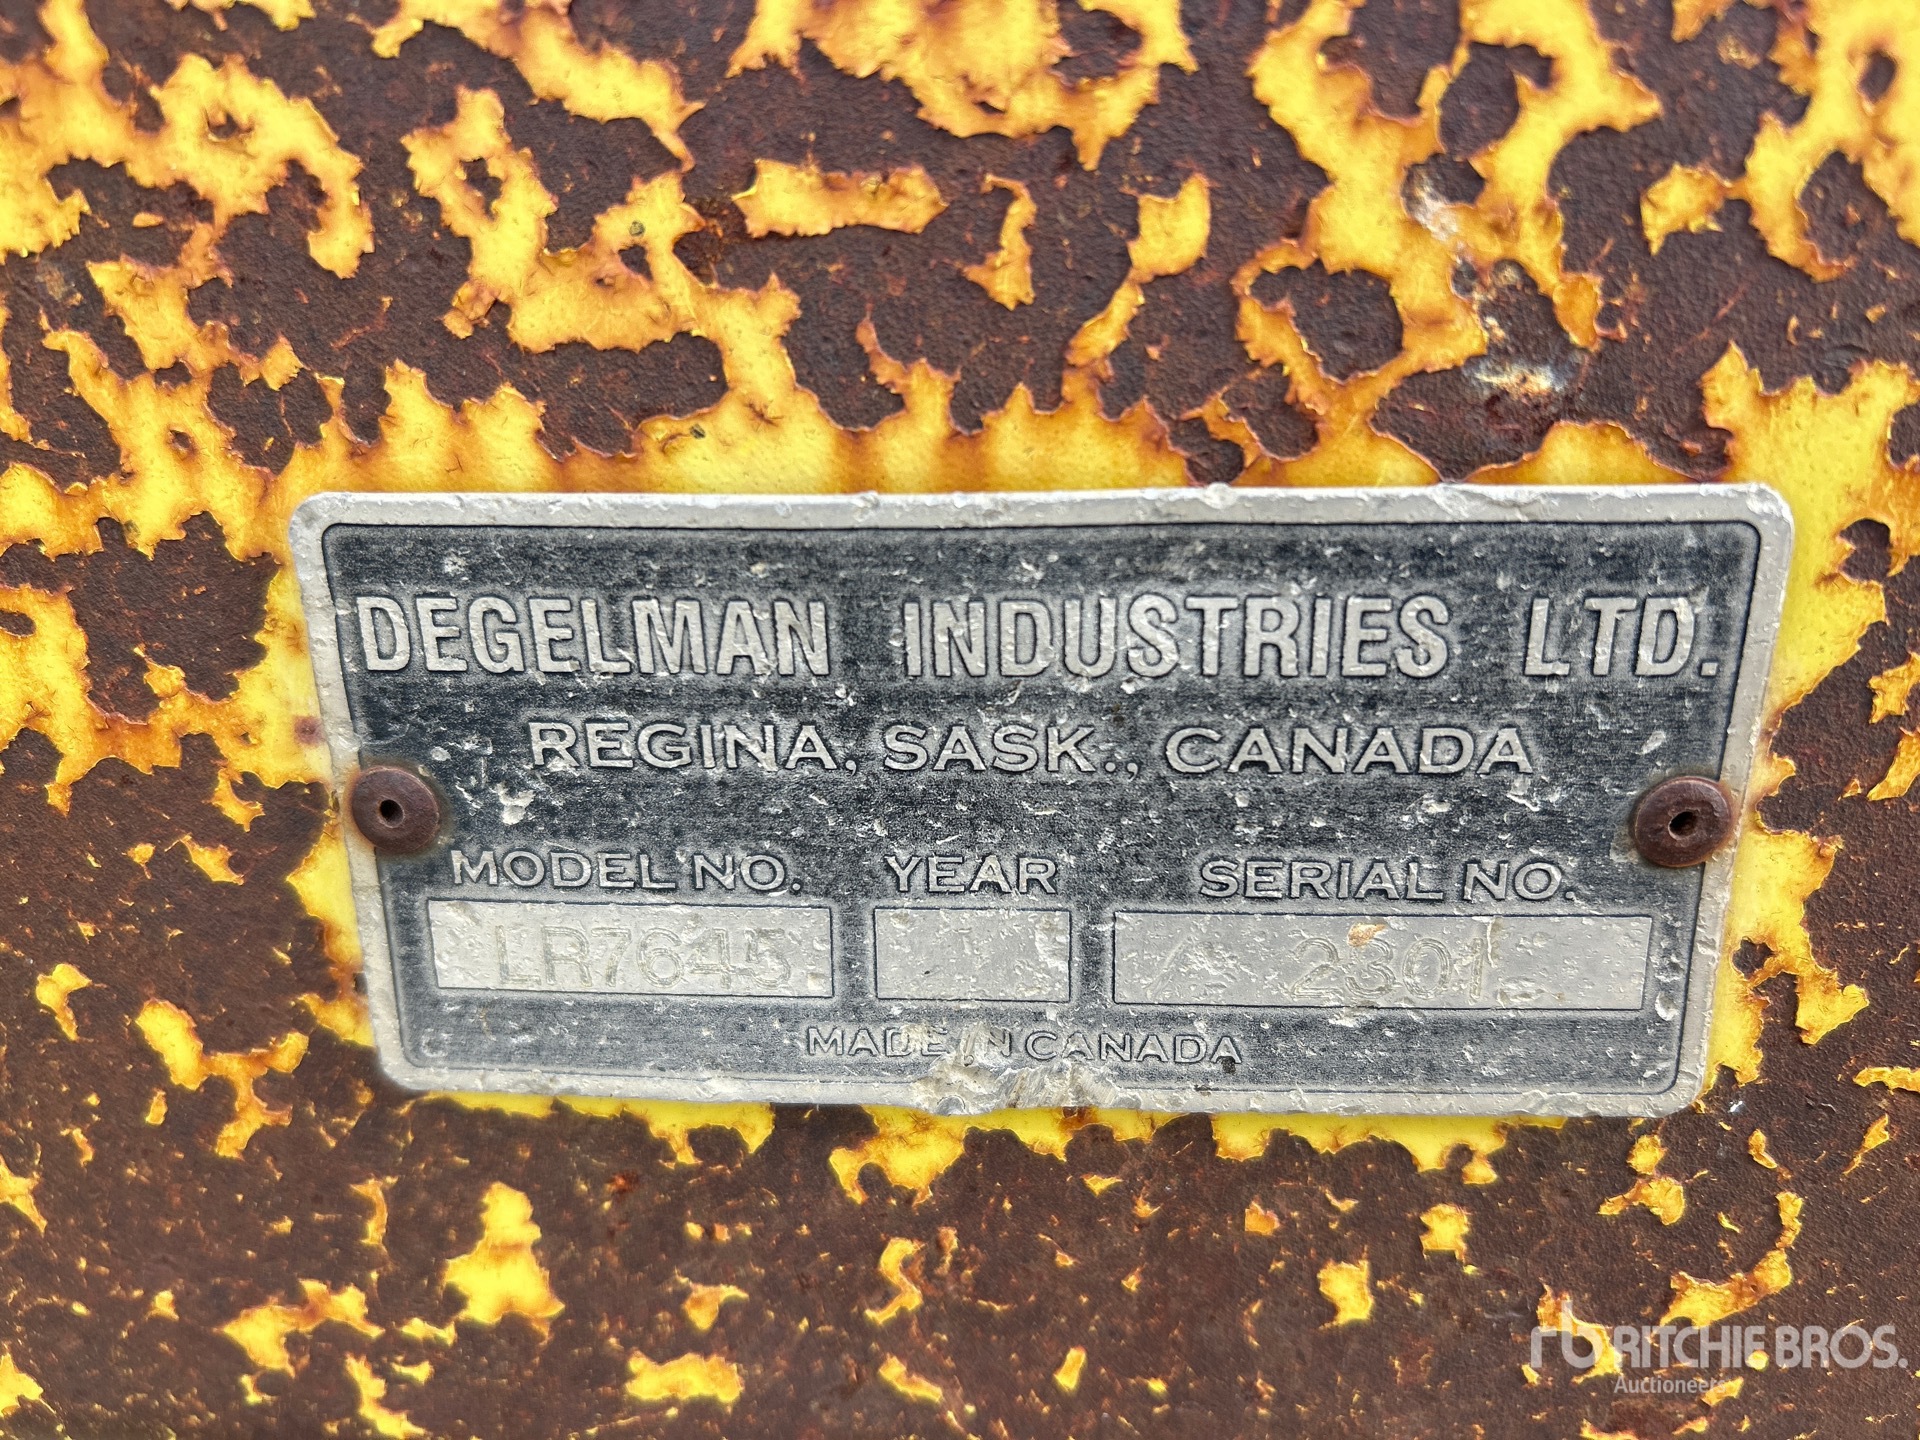 DEGELMAN INDUSTRIES LTD.
REGINA, SASK., CANADA
MODEL NO. YEAR SERIAL NO.
LR7645 2301
MADE IN CANADA
rb RITCHIE BROS.
Auctioneers